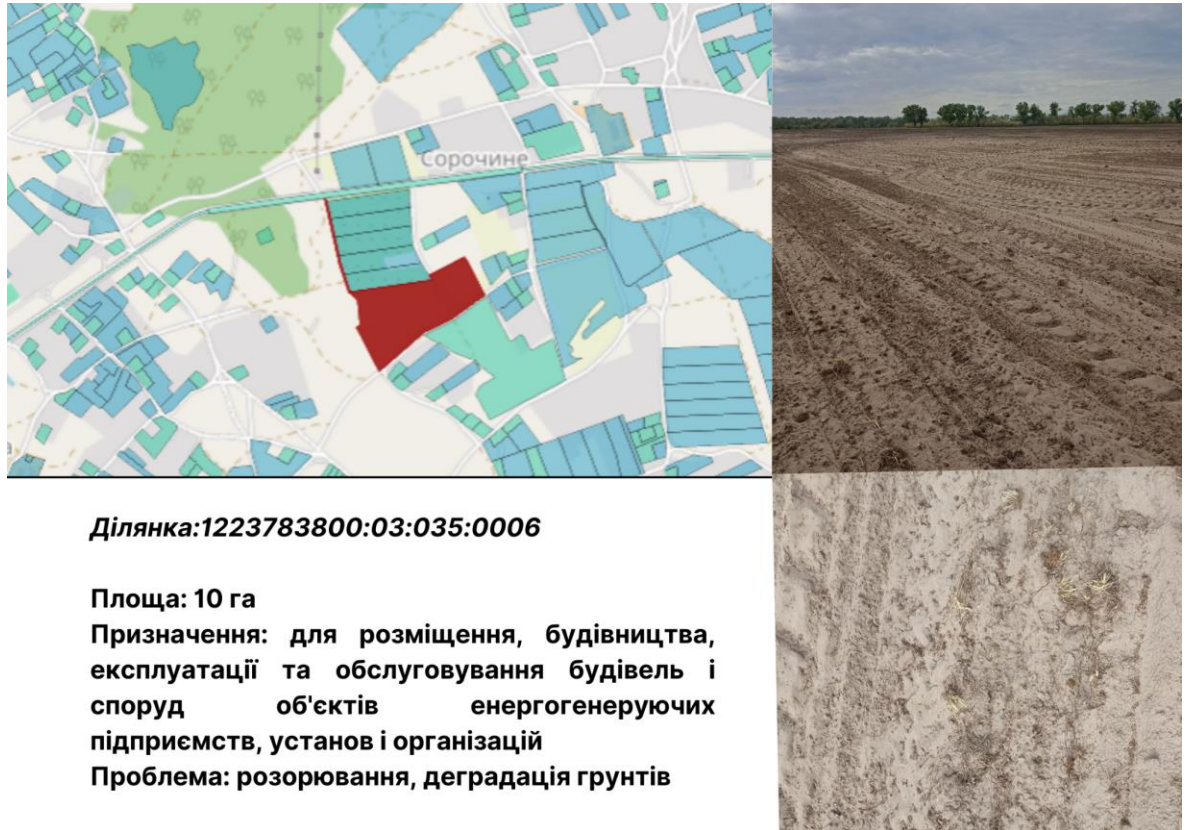 Сорочине
Ділянка:1223783800:03:035:0006
Площа: 10 га
Призначення: для розміщення, будівництва,
експлуатації та обслуговування будівель і
споруд об'єктів енергогенеруючих
підприємств, установ і організацій
Проблема: розорювання, деградація грунтів